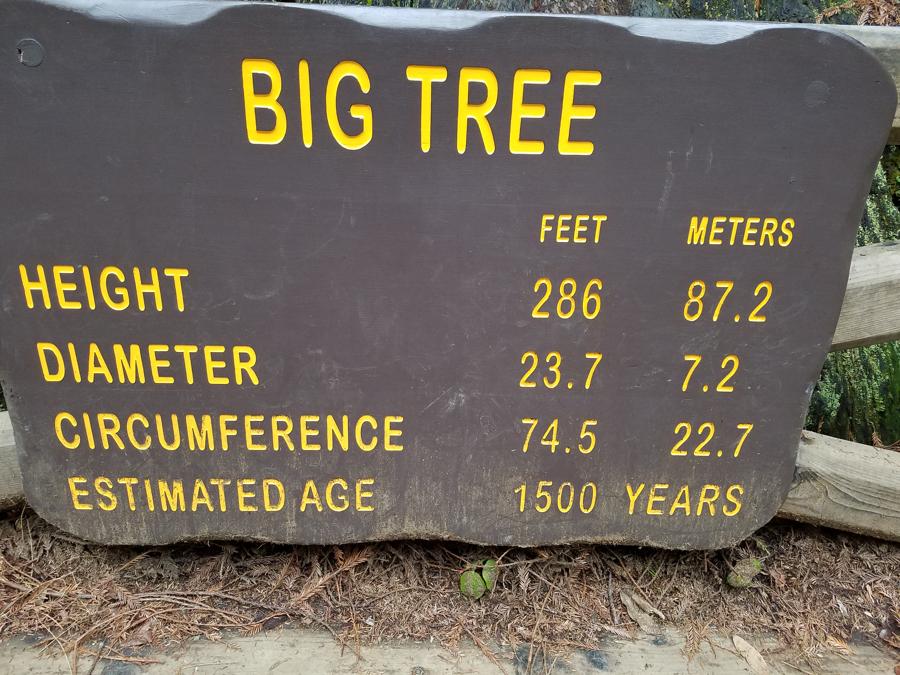 BIG TREE
FEET METERS
HEIGHT 286 87.2
DIAMETER 23.7 7.2
CIRCUMFERENCE 74.5 22.7
ESTIMATED AGE 1500 YEARS